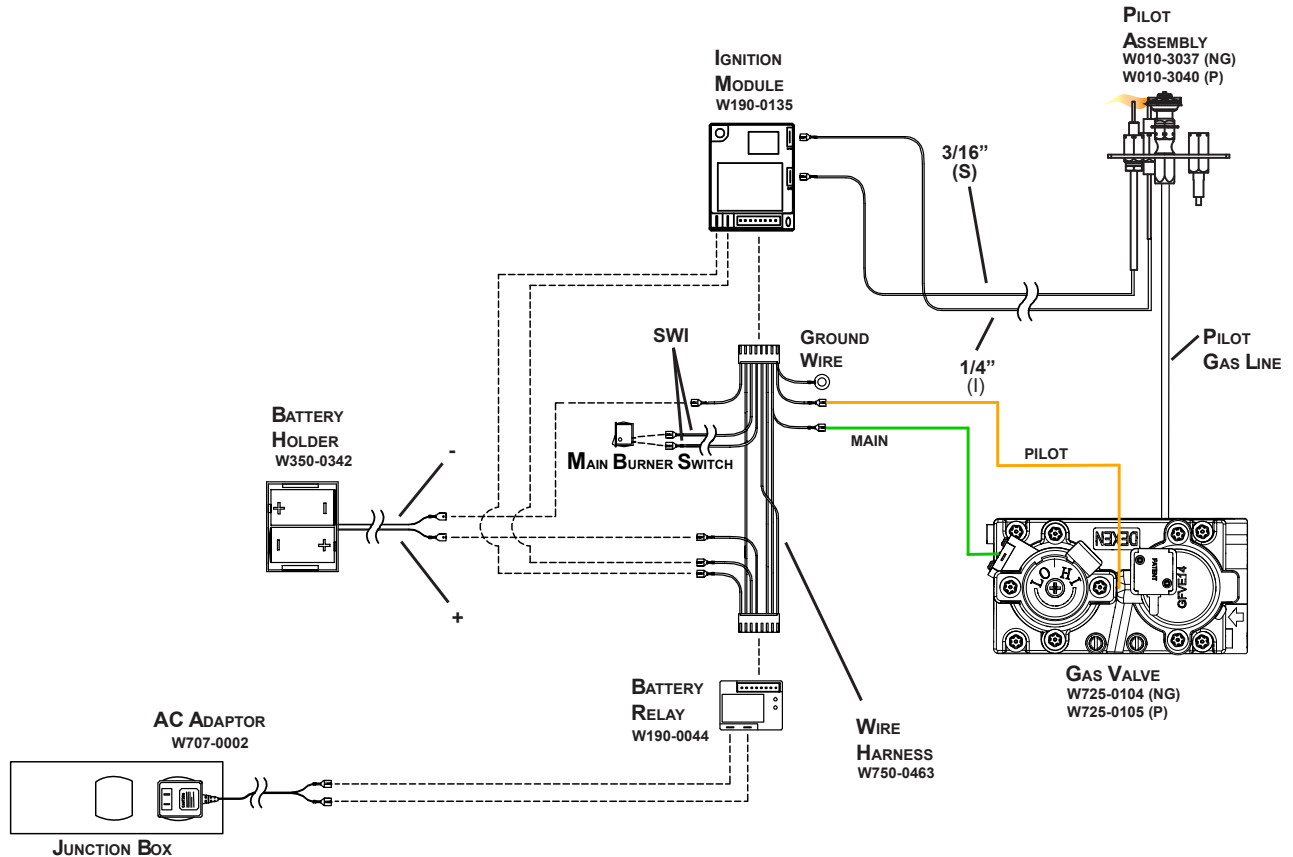 PILOT
ASSEMBLY
W010-3037 (NG)
W010-3040 (P)
IGNITION
MODULE
W190-0135
3/16”
(S)
1/4”
(I)
PILOT
GAS LINE
SWI
GROUND
WIRE
BATTERY
HOLDER
W350-0342
-
+
+ -
- +
MAIN BURNER SWITCH
MAIN
PILOT
DEXEN
LO HI
PATENT
GFVE14
GAS VALVE
W725-0104 (NG)
W725-0105 (P)
BATTERY
RELAY
W190-0044
WIRE
HARNESS
W750-0463
AC ADAPTOR
W707-0002
JUNCTION BOX